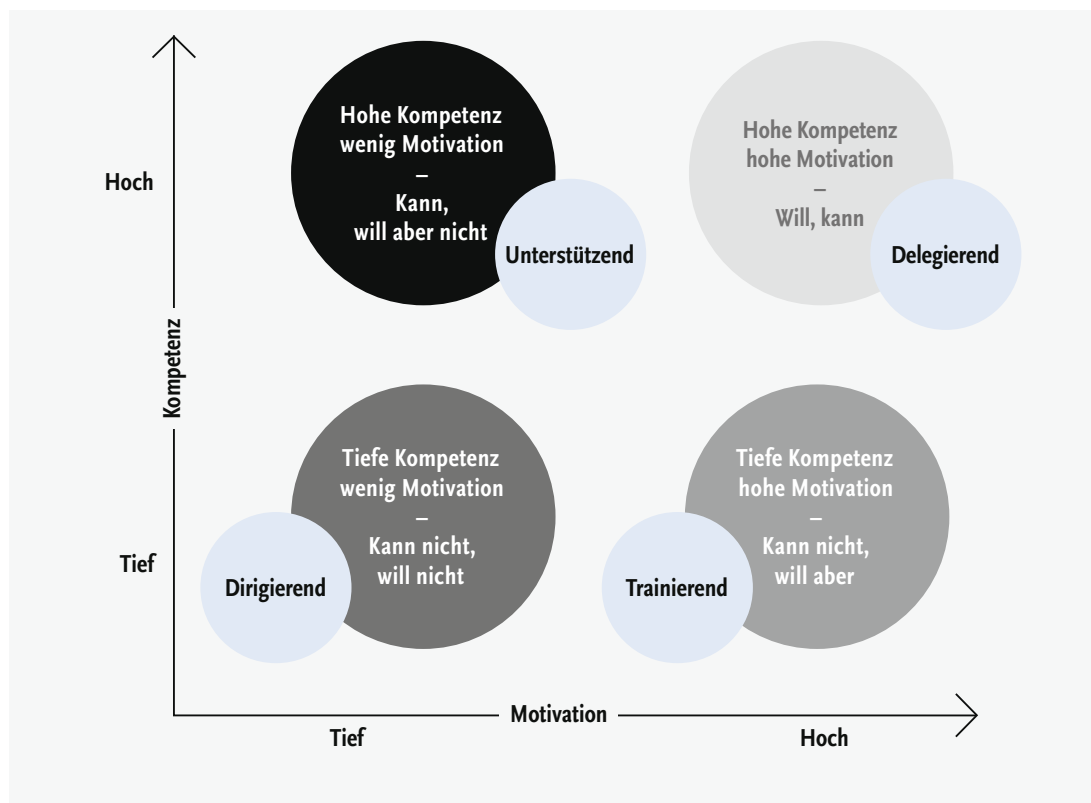 Hoch
Hohe Kompetenz
wenig Motivation
–
Kann,
will aber nicht
Unterstützend
Hohe Kompetenz
hohe Motivation
–
Will, kann
Delegierend
Kompetenz
Tief
Tiefe Kompetenz
wenig Motivation
–
Kann nicht,
will nicht
Dirigierend
Tiefe Kompetenz
hohe Motivation
–
Kann nicht,
will aber
Trainierend
Motivation
Tief
Hoch